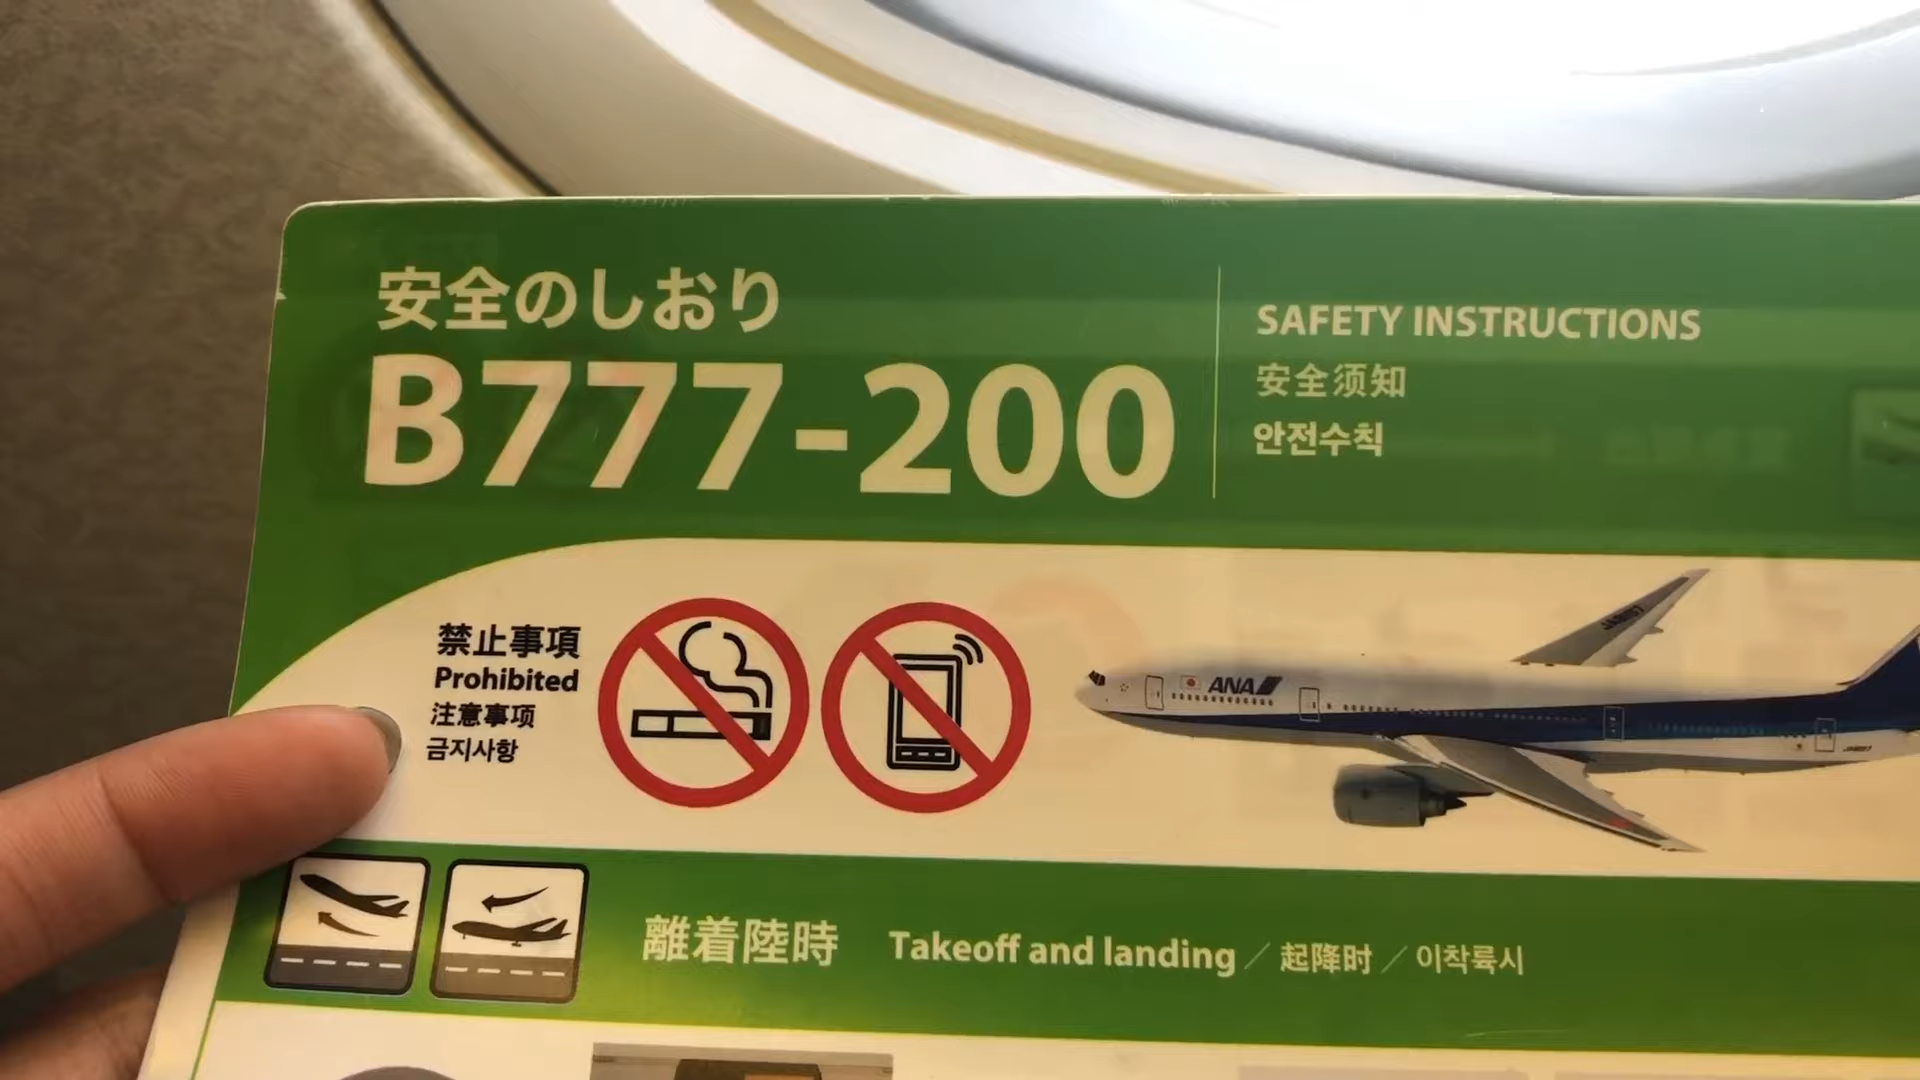 安全のしおり
B777-200
SAFETY INSTRUCTIONS
安全须知
안전수칙
禁止事項
Prohibited
注意事项
금지사항
ANA
離着陸時 Takeoff and landing / 起降时 / 이착륙시